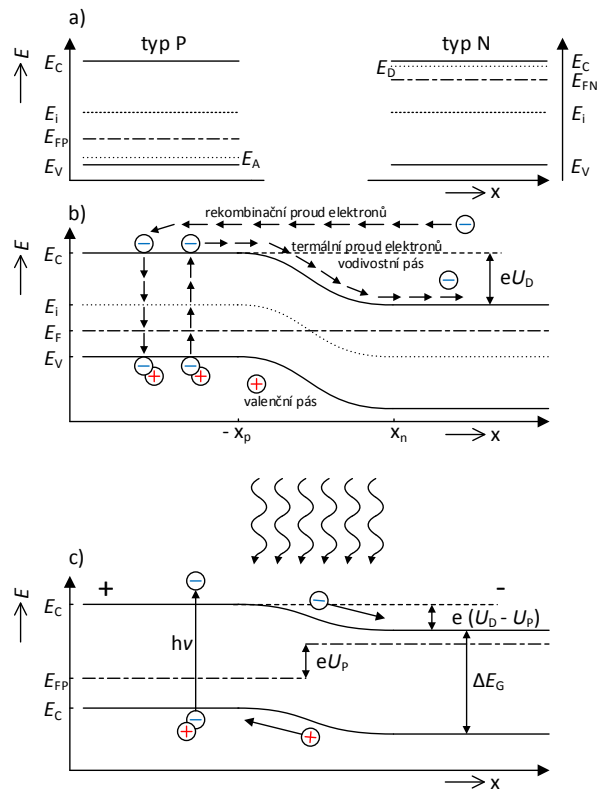 a)
typ P
typ N
E
E_C
E_i
E_FP
E_V
E_A
E_D
E_C
E_FN
E_i
E_V
x
b)
rekombinační proud elektronů
termální proud elektronů
vodivostní pás
E
E_C
eU_D
E_i
E_F
E_V
valenční pás
- x_p
x_n
x
c)
E
+
-
E_C
e (U_D - U_P)
hν
eU_P
E_FP
ΔE_G
E_C
x